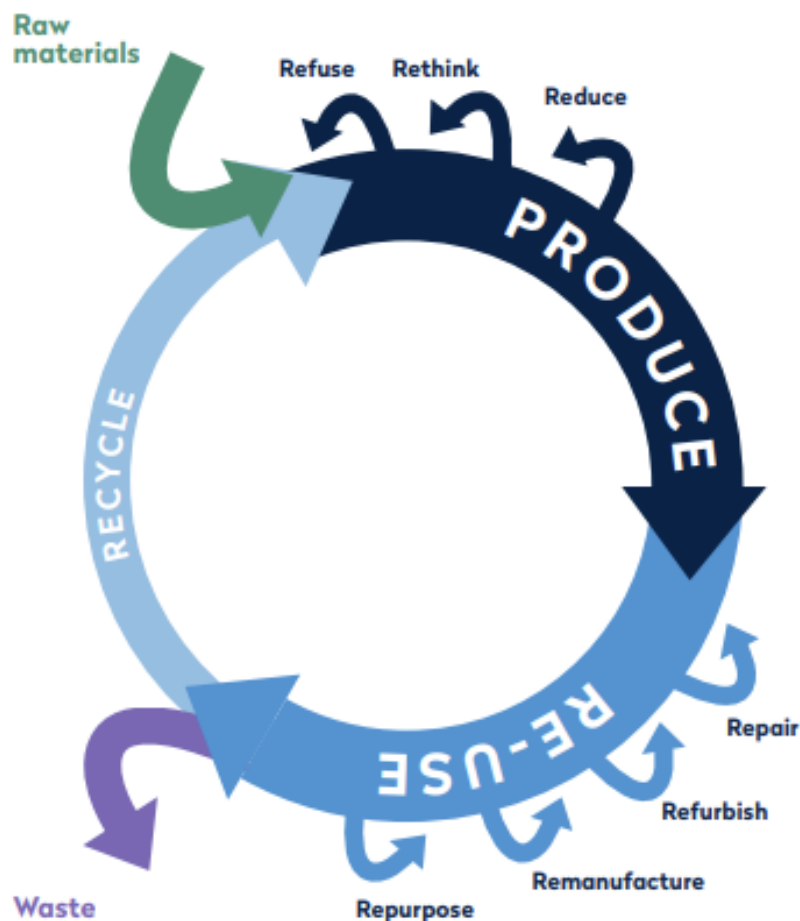 Raw
materials
Refuse
Rethink
Reduce
PRODUCE
RECYCLE
RE-USE
Repair
Refurbish
Remanufacture
Repurpose
Waste